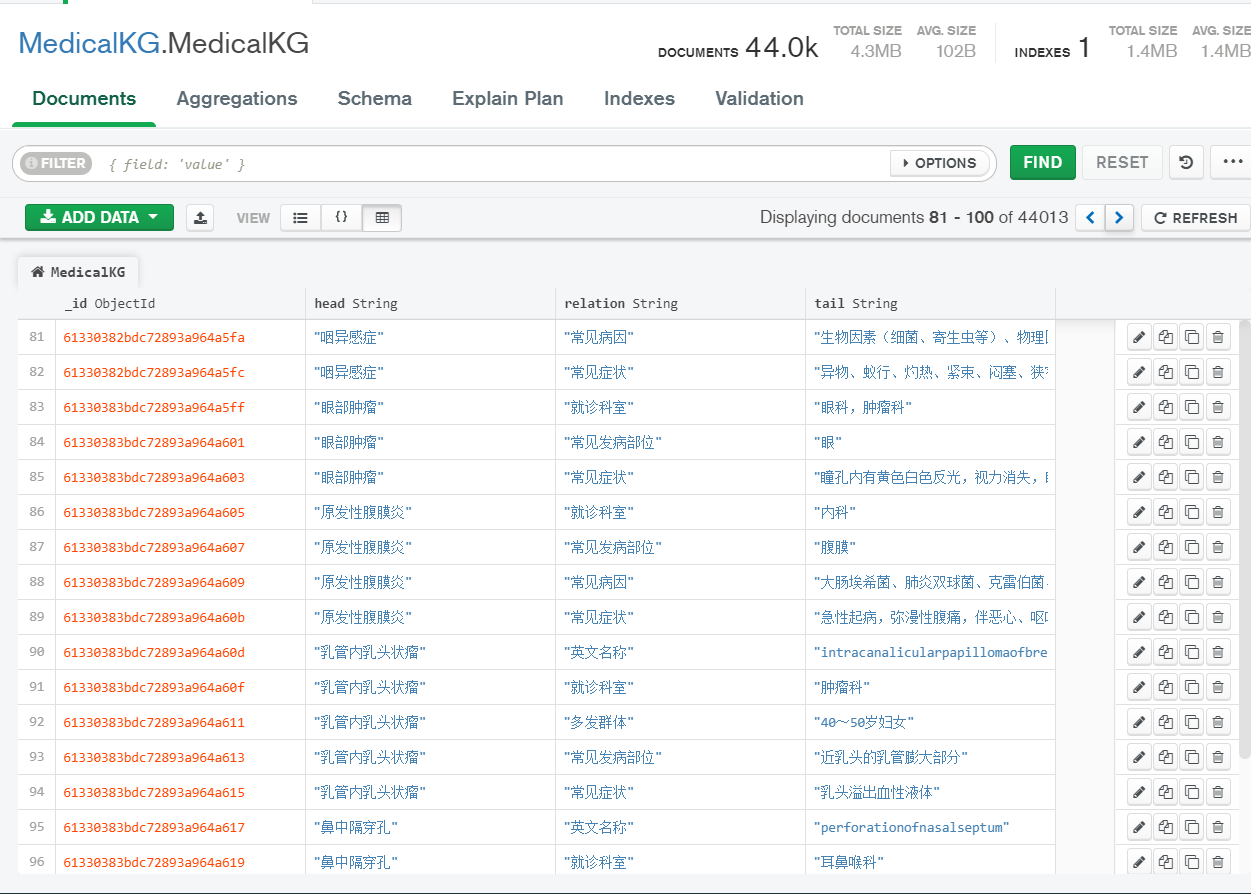 MedicalKG.MedicalKG
DOCUMENTS 44.0k TOTAL SIZE 4.3MB AVG. SIZE 102B INDEXES 1 TOTAL SIZE 1.4MB AVG. SIZE 1.4MB
Documents Aggregations Schema Explain Plan Indexes Validation
FILTER { field: 'value' } OPTIONS FIND RESET
ADD DATA VIEW {} Displaying documents 81 - 100 of 44013 REFRESH
MedicalKG
_id ObjectId head String relation String tail String
81 61330382bdc72893a964a5fa "咽异感症" "常见病因" "生物因素（细菌、寄生虫等）、物理
82 61330382bdc72893a964a5fc "咽异感症" "常见症状" "异物、蚁行、灼热、紧束、闷塞、狭窄
83 61330383bdc72893a964a5ff "眼部肿瘤" "就诊科室" "眼科，肿瘤科"
84 61330383bdc72893a964a601 "眼部肿瘤" "常见发病部位" "眼"
85 61330383bdc72893a964a603 "眼部肿瘤" "常见症状" "瞳孔内有黄色白色反光，视力消失，
86 61330383bdc72893a964a605 "原发性腹膜炎" "就诊科室" "内科"
87 61330383bdc72893a964a607 "原发性腹膜炎" "常见发病部位" "腹膜"
88 61330383bdc72893a964a609 "原发性腹膜炎" "常见病因" "大肠埃希菌、肺炎双球菌、克雷伯菌
89 61330383bdc72893a964a60b "原发性腹膜炎" "常见症状" "急性起病，弥漫性腹痛，伴恶心、呕
90 61330383bdc72893a964a60d "乳管内乳头状瘤" "英文名称" "intracanalicularpapillomaofbre
91 61330383bdc72893a964a60f "乳管内乳头状瘤" "就诊科室" "肿瘤科"
92 61330383bdc72893a964a611 "乳管内乳头状瘤" "多发群体" "40～50岁妇女"
93 61330383bdc72893a964a613 "乳管内乳头状瘤" "常见发病部位" "近乳头的乳管膨大部分"
94 61330383bdc72893a964a615 "乳管内乳头状瘤" "常见症状" "乳头溢出血性液体"
95 61330383bdc72893a964a617 "鼻中隔穿孔" "英文名称" "perforationofnasalseptum"
96 61330383bdc72893a964a619 "鼻中隔穿孔" "就诊科室" "耳鼻喉科"